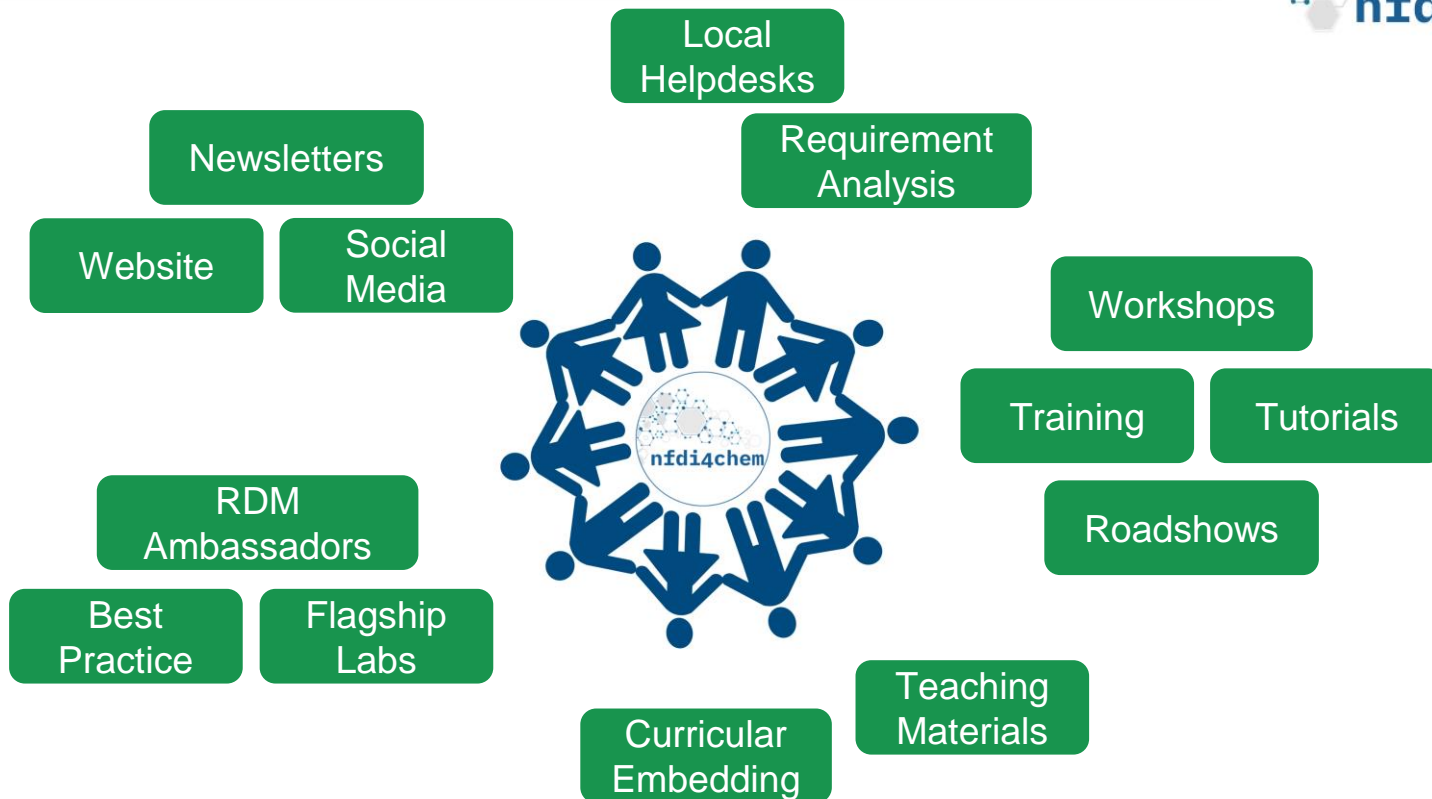 Local
Helpdesks
Requirement
Analysis
Newsletters
Website
Social
Media
Workshops
Training
Tutorials
Roadshows
nfdi4chem
RDM
Ambassadors
Best
Practice
Flagship
Labs
Teaching
Materials
Curricular
Embedding